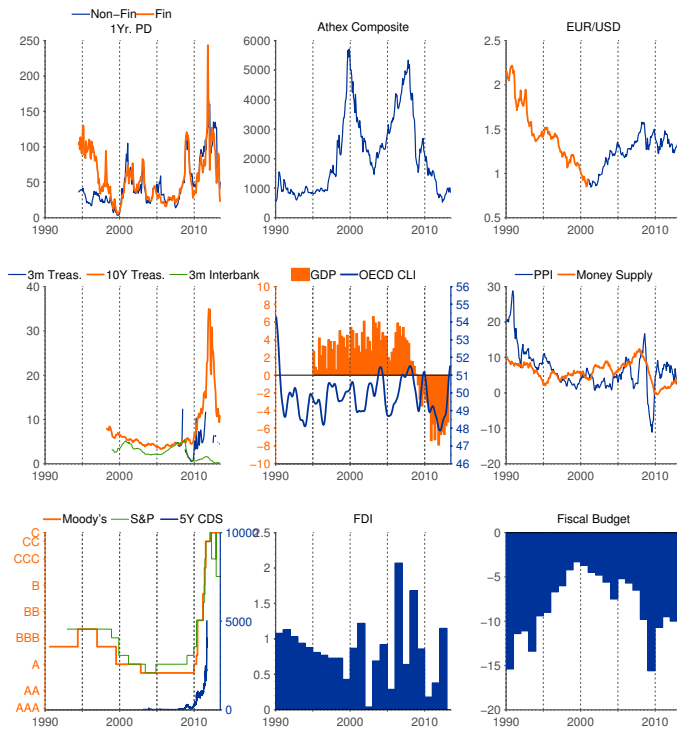 Non-Fin Fin
1Yr. PD
250
200
150
100
50
0
1990 2000 2010
Athex Composite
6000
5000
4000
3000
2000
1000
0
1990 2000 2010
EUR/USD
2.5
2
1.5
1
0.5
1990 2000 2010
3m Treas. 10Y Treas. 3m Interbank
40
30
20
10
0
1990 2000 2010
GDP OECD CLI
10 56
8
6 54
4 53
2 52
0 51
-2 50
-4 49
-6 48
-8 47
-10 46
1990 2000 2010
PPI Money Supply
30
20
10
0
-10
-20
1990 2000 2010
Moody's S&P 5Y CDS
C 10000
CC
CCC
B
BB 5000
BBB
A
AA
AAA 0
1990 2000 2010
FDI
2.5
2
1.5
1
0.5
0
1990 2000 2010
Fiscal Budget
0
-5
-10
-15
-20
1990 2000 2010